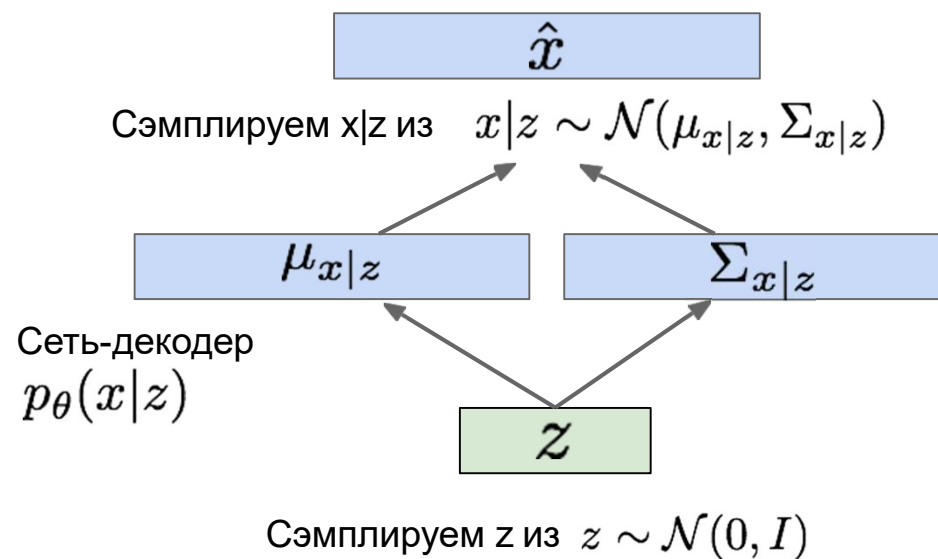 x̂
Сэмплируем x|z из x|z ∼ 𝒩(μ_{x|z}, Σ_{x|z})
μ_{x|z} Σ_{x|z}
Сеть-декодер
p_θ(x|z)
z
Сэмплируем z из z ∼ 𝒩(0, I)